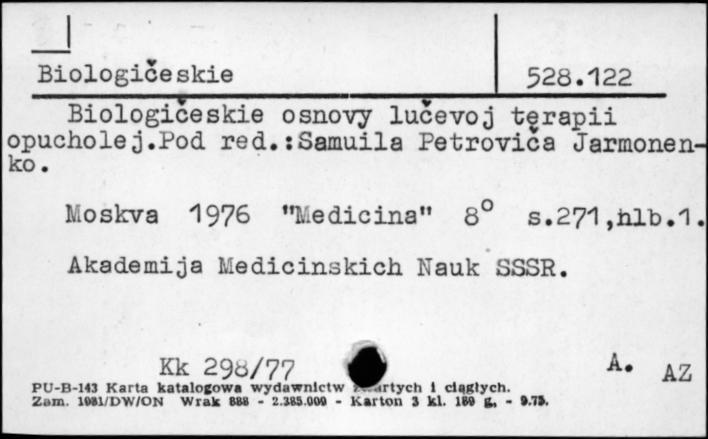 Biologičeskie 528.122
Biologičeskie osnovy lučevoj terapii
opucholej.Pod red.:Samuila Petroviča Jarmonen-
ko.
Moskva 1976 "Medicina" 8° s.271,nlb.1.
Akademija Medicinskich Nauk SSSR.
Kk 298/77 A. AZ
PU-B-143 Karta katalogowa wydawnictw zwartych i ciągłych.
Zam. 1081/DW/ON Wrak 888 - 2.385.000 - Karton 3 kl. 180 g, - 9.75.